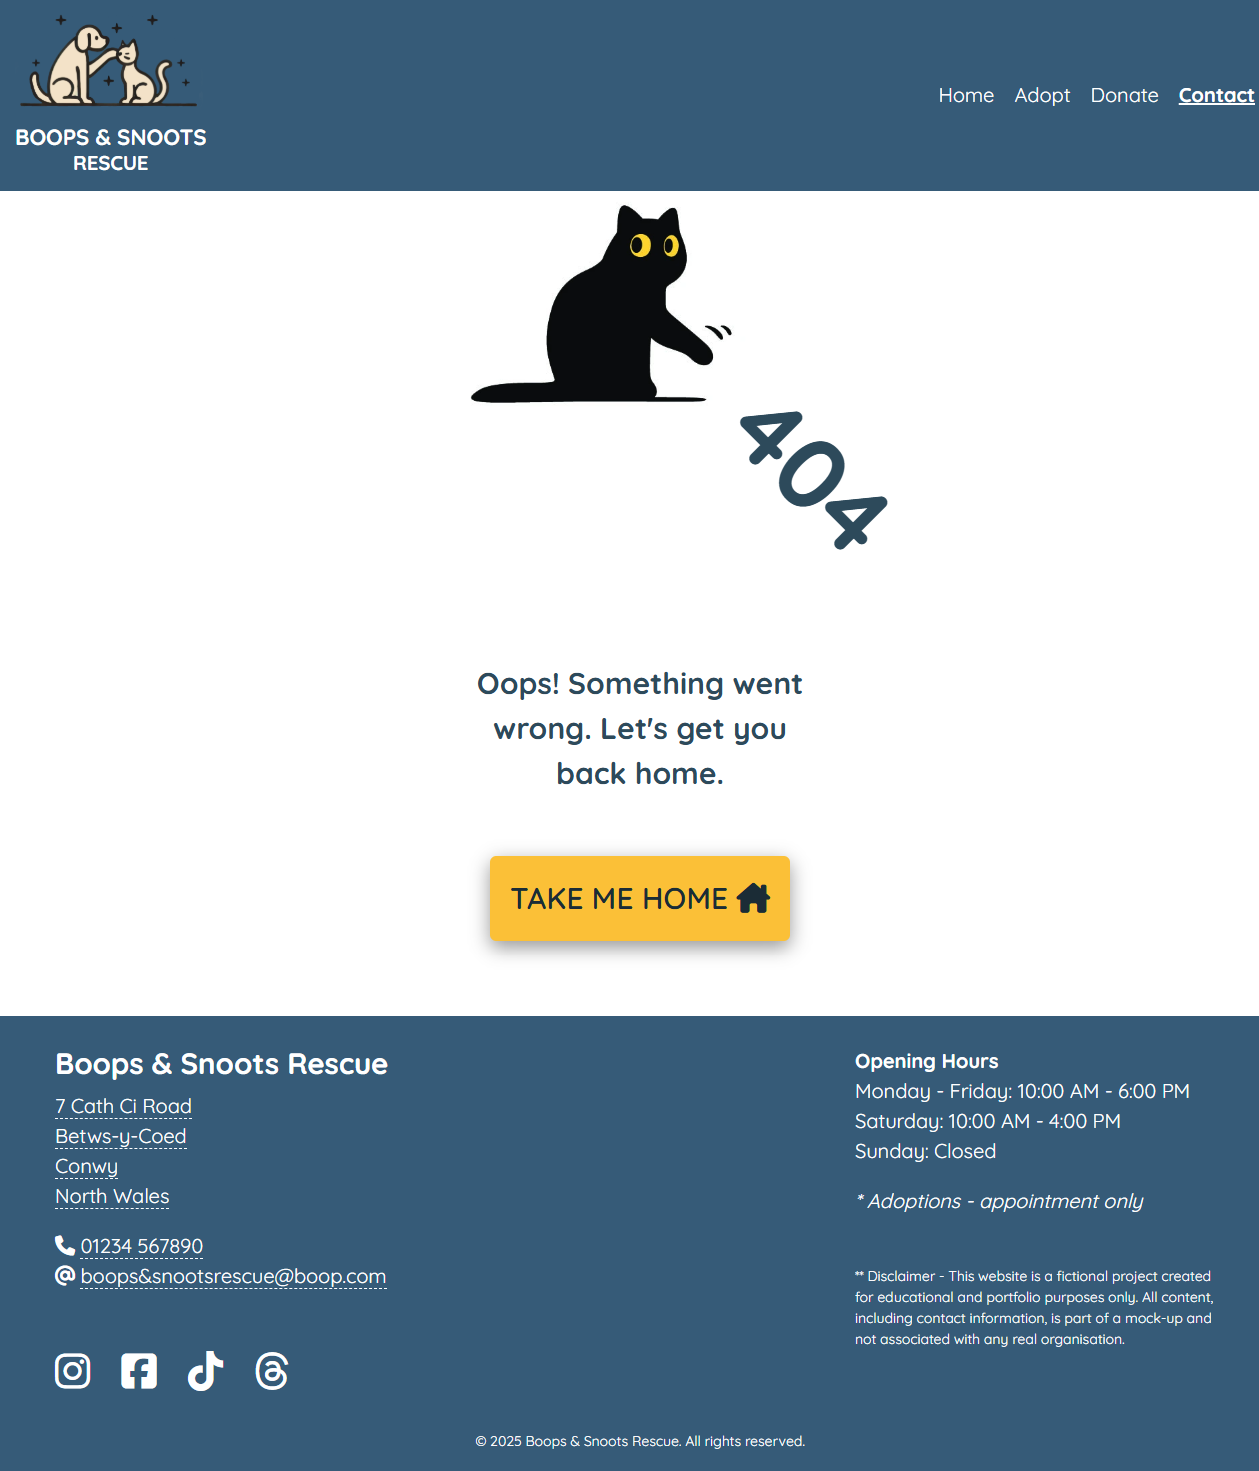 BOOPS & SNOOTS
RESCUE
Home Adopt Donate Contact
404
Oops! Something went
wrong. Let's get you
back home.
TAKE ME HOME
Boops & Snoots Rescue
7 Cath Ci Road
Betws-y-Coed
Conwy
North Wales
01234 567890
boops&snootsrescue@boop.com
Opening Hours
Monday - Friday: 10:00 AM - 6:00 PM
Saturday: 10:00 AM - 4:00 PM
Sunday: Closed
* Adoptions - appointment only
** Disclaimer - This website is a fictional project created
for educational and portfolio purposes only. All content,
including contact information, is part of a mock-up and
not associated with any real organisation.
© 2025 Boops & Snoots Rescue. All rights reserved.